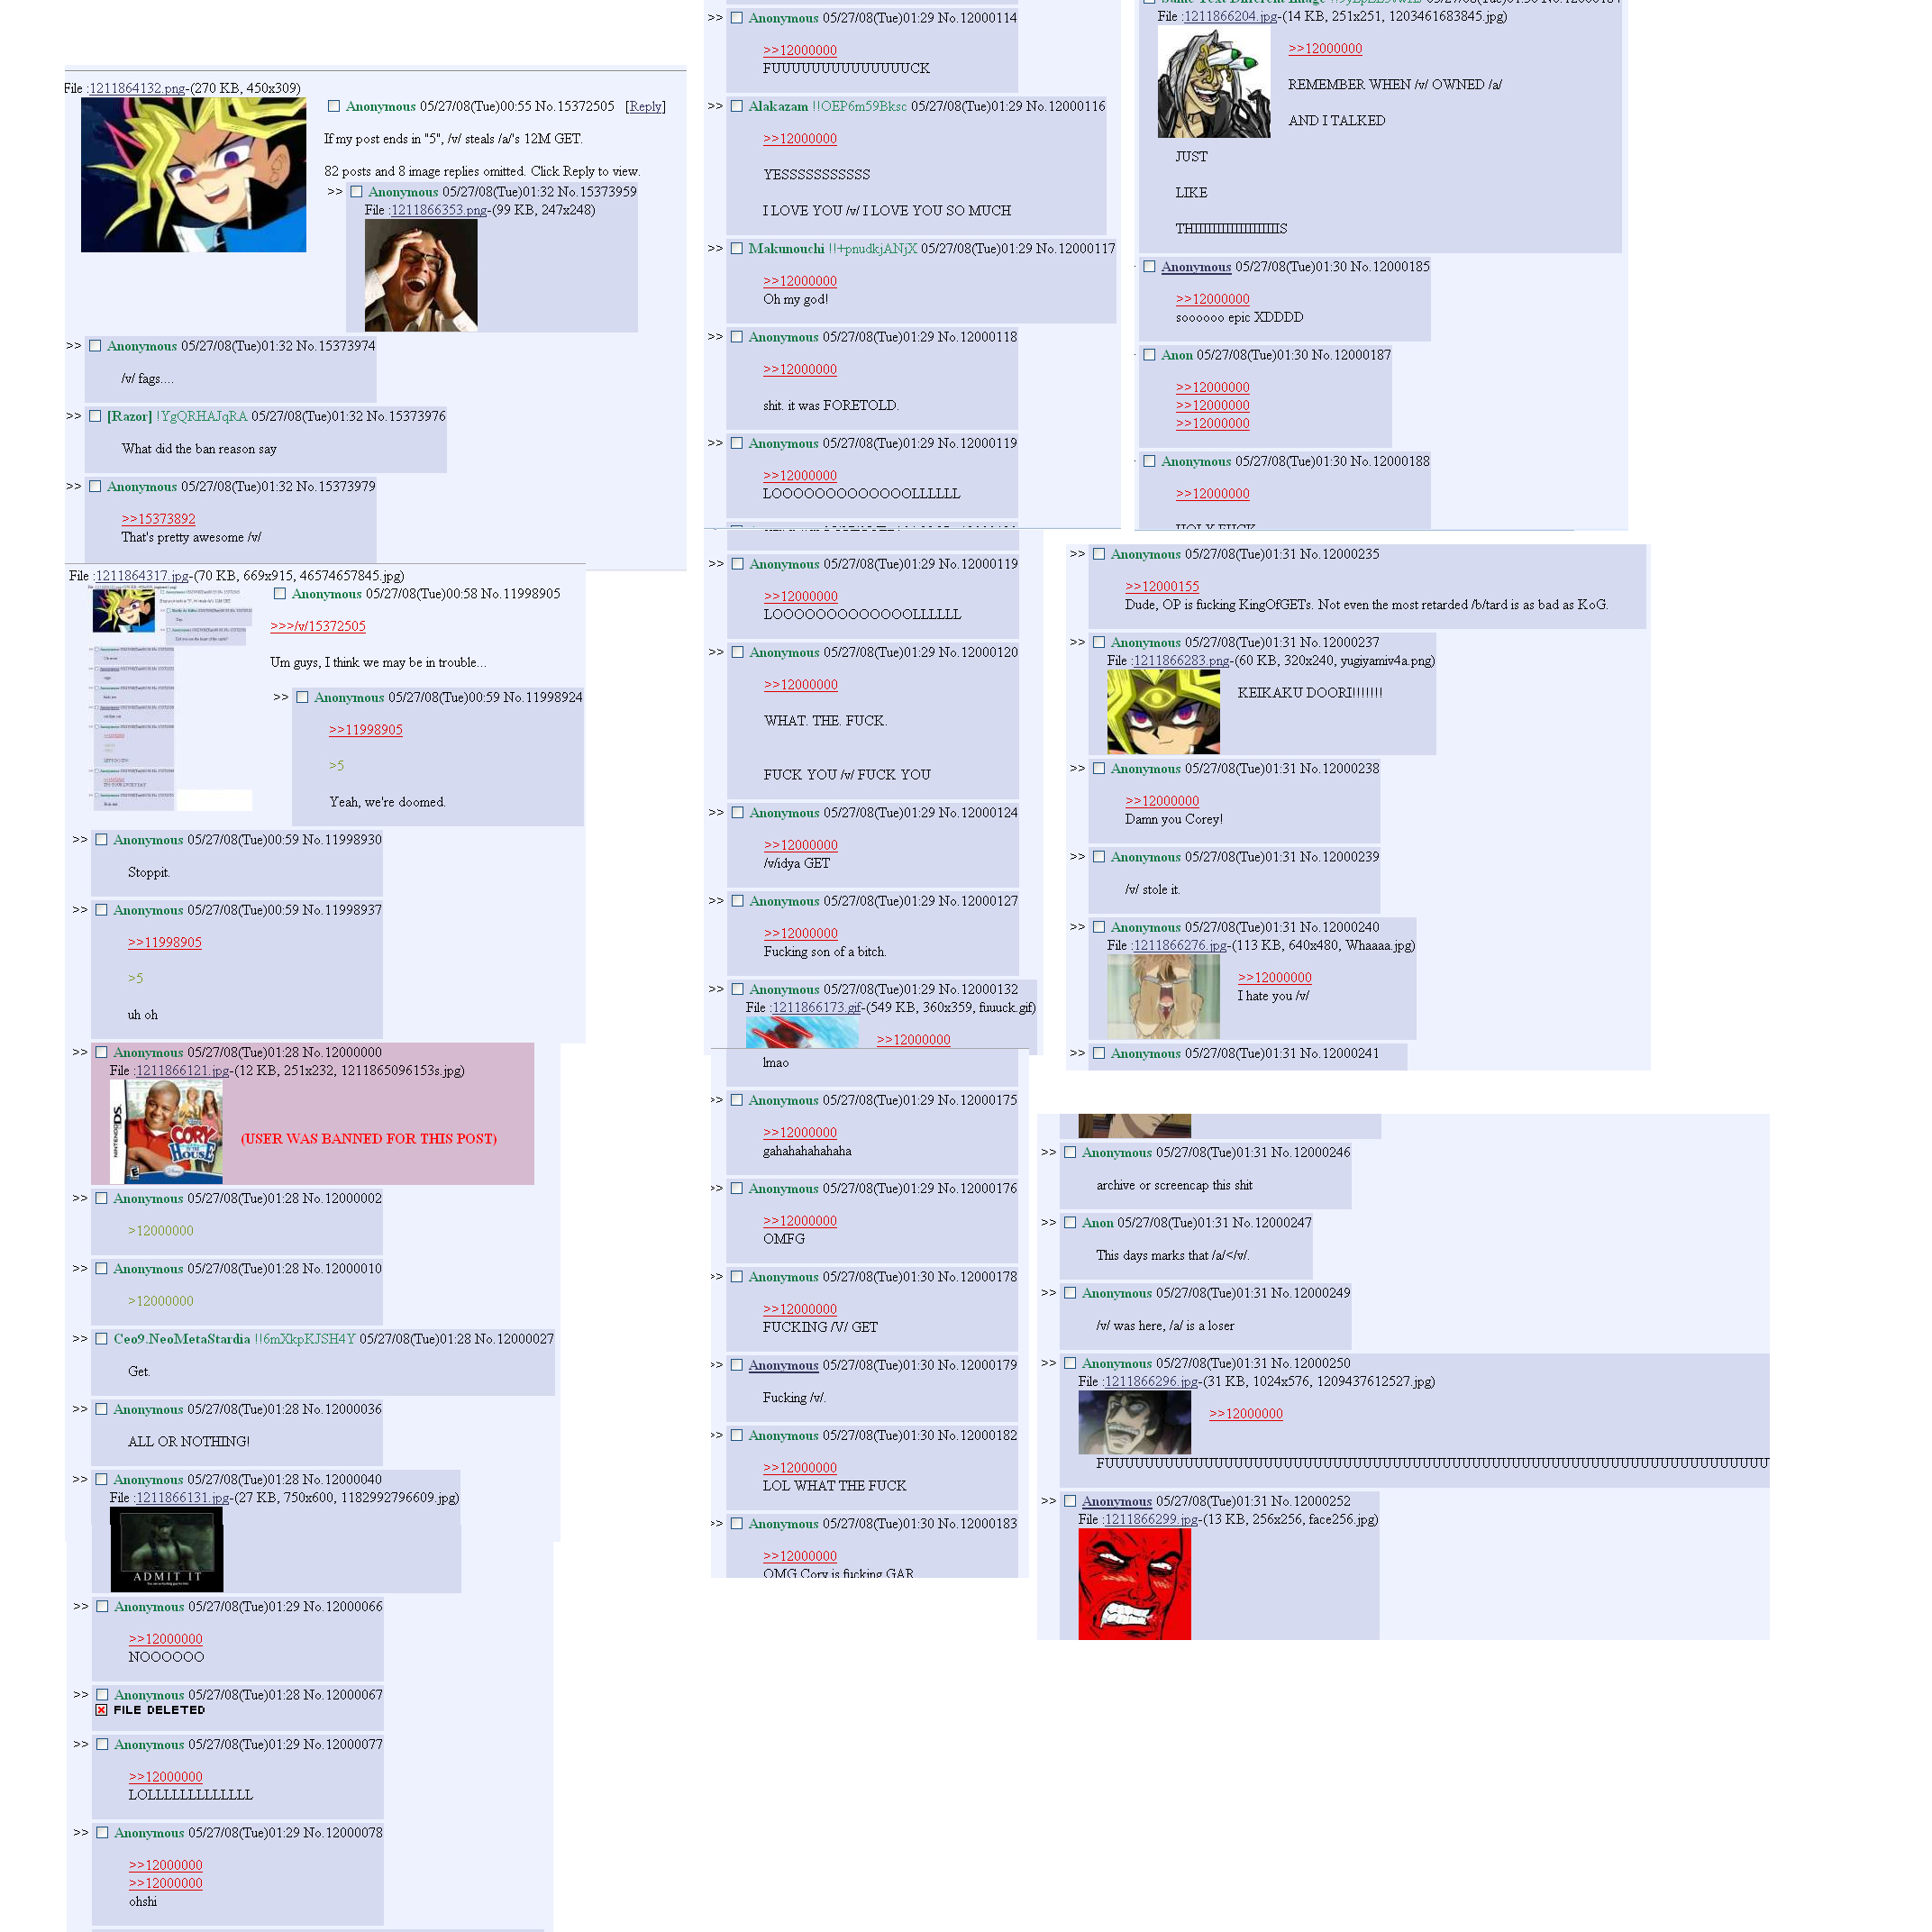 File :1211864132.png-(270 KB, 450x309)
Anonymous 05/27/08(Tue)00:55 No.15372505 [Reply]
If my post ends in "5", /v/ steals /a/'s 12M GET.
82 posts and 8 image replies omitted. Click Reply to view.
>> Anonymous 05/27/08(Tue)01:32 No.15373959
File :1211866353.png-(99 KB, 247x248)
>> Anonymous 05/27/08(Tue)01:32 No.15373974
/v/ fags....
>> [Razor] !YgQRHAJqRA 05/27/08(Tue)01:32 No.15373976
What did the ban reason say
>> Anonymous 05/27/08(Tue)01:32 No.15373979
>>15373892
That's pretty awesome /v/
File :1211864317.jpg-(70 KB, 669x915, 46574657845.jpg)
Anonymous 05/27/08(Tue)00:58 No.11998905
>>>/v/15372505
Um guys, I think we may be in trouble...
>> Anonymous 05/27/08(Tue)00:59 No.11998924
>>11998905
>5
Yeah, we're doomed.
>> Anonymous 05/27/08(Tue)00:59 No.11998930
Stoppit.
>> Anonymous 05/27/08(Tue)00:59 No.11998937
>>11998905
>5
uh oh
>> Anonymous 05/27/08(Tue)01:28 No.12000000
File :1211866121.jpg-(12 KB, 251x232, 1211865096153s.jpg)
NINTENDO DS
CORY
IN THE
HOUSE
Disney
E
(USER WAS BANNED FOR THIS POST)
>> Anonymous 05/27/08(Tue)01:28 No.12000002
>12000000
>> Anonymous 05/27/08(Tue)01:28 No.12000010
>12000000
>> Ceo9.NeoMetaStardia !!6mXkpKJSH4Y 05/27/08(Tue)01:28 No.12000027
Get.
>> Anonymous 05/27/08(Tue)01:28 No.12000036
ALL OR NOTHING!
>> Anonymous 05/27/08(Tue)01:28 No.12000040
File :1211866131.jpg-(27 KB, 750x600, 1182992796609.jpg)
ADMIT IT
>> Anonymous 05/27/08(Tue)01:29 No.12000066
>>12000000
NOOOOOO
>> Anonymous 05/27/08(Tue)01:28 No.12000067
FILE DELETED
>> Anonymous 05/27/08(Tue)01:29 No.12000077
>>12000000
LOLLLLLLLLLLLLL
>> Anonymous 05/27/08(Tue)01:29 No.12000078
>>12000000
>>12000000
ohshi
>> Anonymous 05/27/08(Tue)01:29 No.12000114
>>12000000
FUUUUUUUUUUUUUUUCK
>> Alakazam !!OEP6m59Bksc 05/27/08(Tue)01:29 No.12000116
>>12000000
YESSSSSSSSSSS
I LOVE YOU /v/ I LOVE YOU SO MUCH
>> Makunouchi !!+pnudkjANjX 05/27/08(Tue)01:29 No.12000117
>>12000000
Oh my god!
>> Anonymous 05/27/08(Tue)01:29 No.12000118
>>12000000
shit. it was FORETOLD.
>> Anonymous 05/27/08(Tue)01:29 No.12000119
>>12000000
LOOOOOOOOOOOOOLLLLLL
>> Anonymous 05/27/08(Tue)01:29 No.12000119
>>12000000
LOOOOOOOOOOOOOLLLLLL
>> Anonymous 05/27/08(Tue)01:29 No.12000120
>>12000000
WHAT. THE. FUCK.
FUCK YOU /v/ FUCK YOU
>> Anonymous 05/27/08(Tue)01:29 No.12000124
>>12000000
/v/idya GET
>> Anonymous 05/27/08(Tue)01:29 No.12000127
>>12000000
Fucking son of a bitch.
>> Anonymous 05/27/08(Tue)01:29 No.12000132
File :1211866173.gif-(549 KB, 360x359, fuuuck.gif)
>>12000000
lmao
>> Anonymous 05/27/08(Tue)01:29 No.12000175
>>12000000
gahahahahahaha
>> Anonymous 05/27/08(Tue)01:29 No.12000176
>>12000000
OMFG
>> Anonymous 05/27/08(Tue)01:30 No.12000178
>>12000000
FUCKING /V/ GET
>> Anonymous 05/27/08(Tue)01:30 No.12000179
Fucking /v/.
>> Anonymous 05/27/08(Tue)01:30 No.12000182
>>12000000
LOL WHAT THE FUCK
>> Anonymous 05/27/08(Tue)01:30 No.12000183
>>12000000
OMG Cory is fucking GAR
File :1211866204.jpg-(14 KB, 251x251, 1203461683845.jpg)
>>12000000
REMEMBER WHEN /v/ OWNED /a/
AND I TALKED
JUST
LIKE
THIIIIIIIIIIIIIIIIIIIIS
Anonymous 05/27/08(Tue)01:30 No.12000185
>>12000000
soooooo epic XDDDD
Anon 05/27/08(Tue)01:30 No.12000187
>>12000000
>>12000000
>>12000000
Anonymous 05/27/08(Tue)01:30 No.12000188
>>12000000
HOLY FUCK
>> Anonymous 05/27/08(Tue)01:31 No.12000235
>>12000155
Dude, OP is fucking KingOfGETs. Not even the most retarded /b/tard is as bad as KoG.
>> Anonymous 05/27/08(Tue)01:31 No.12000237
File :1211866283.png-(60 KB, 320x240, yugiyamiv4a.png)
KEIKAKU DOORI!!!!!!!
>> Anonymous 05/27/08(Tue)01:31 No.12000238
>>12000000
Damn you Corey!
>> Anonymous 05/27/08(Tue)01:31 No.12000239
/v/ stole it.
>> Anonymous 05/27/08(Tue)01:31 No.12000240
File :1211866276.jpg-(113 KB, 640x480, Whaaaa.jpg)
>>12000000
I hate you /v/
>> Anonymous 05/27/08(Tue)01:31 No.12000241
>> Anonymous 05/27/08(Tue)01:31 No.12000246
archive or screencap this shit
>> Anon 05/27/08(Tue)01:31 No.12000247
This days marks that /a/</v/.
>> Anonymous 05/27/08(Tue)01:31 No.12000249
/v/ was here, /a/ is a loser
>> Anonymous 05/27/08(Tue)01:31 No.12000250
File :1211866296.jpg-(31 KB, 1024x576, 1209437612527.jpg)
>>12000000
FUUUUUUUUUUUUUUUUUUUUUUUUUUUUUUUUUUUUUUUUUUUUUUUUUUUUUUUUUUUUUUUUUUU
>> Anonymous 05/27/08(Tue)01:31 No.12000252
File :1211866299.jpg-(13 KB, 256x256, face256.jpg)